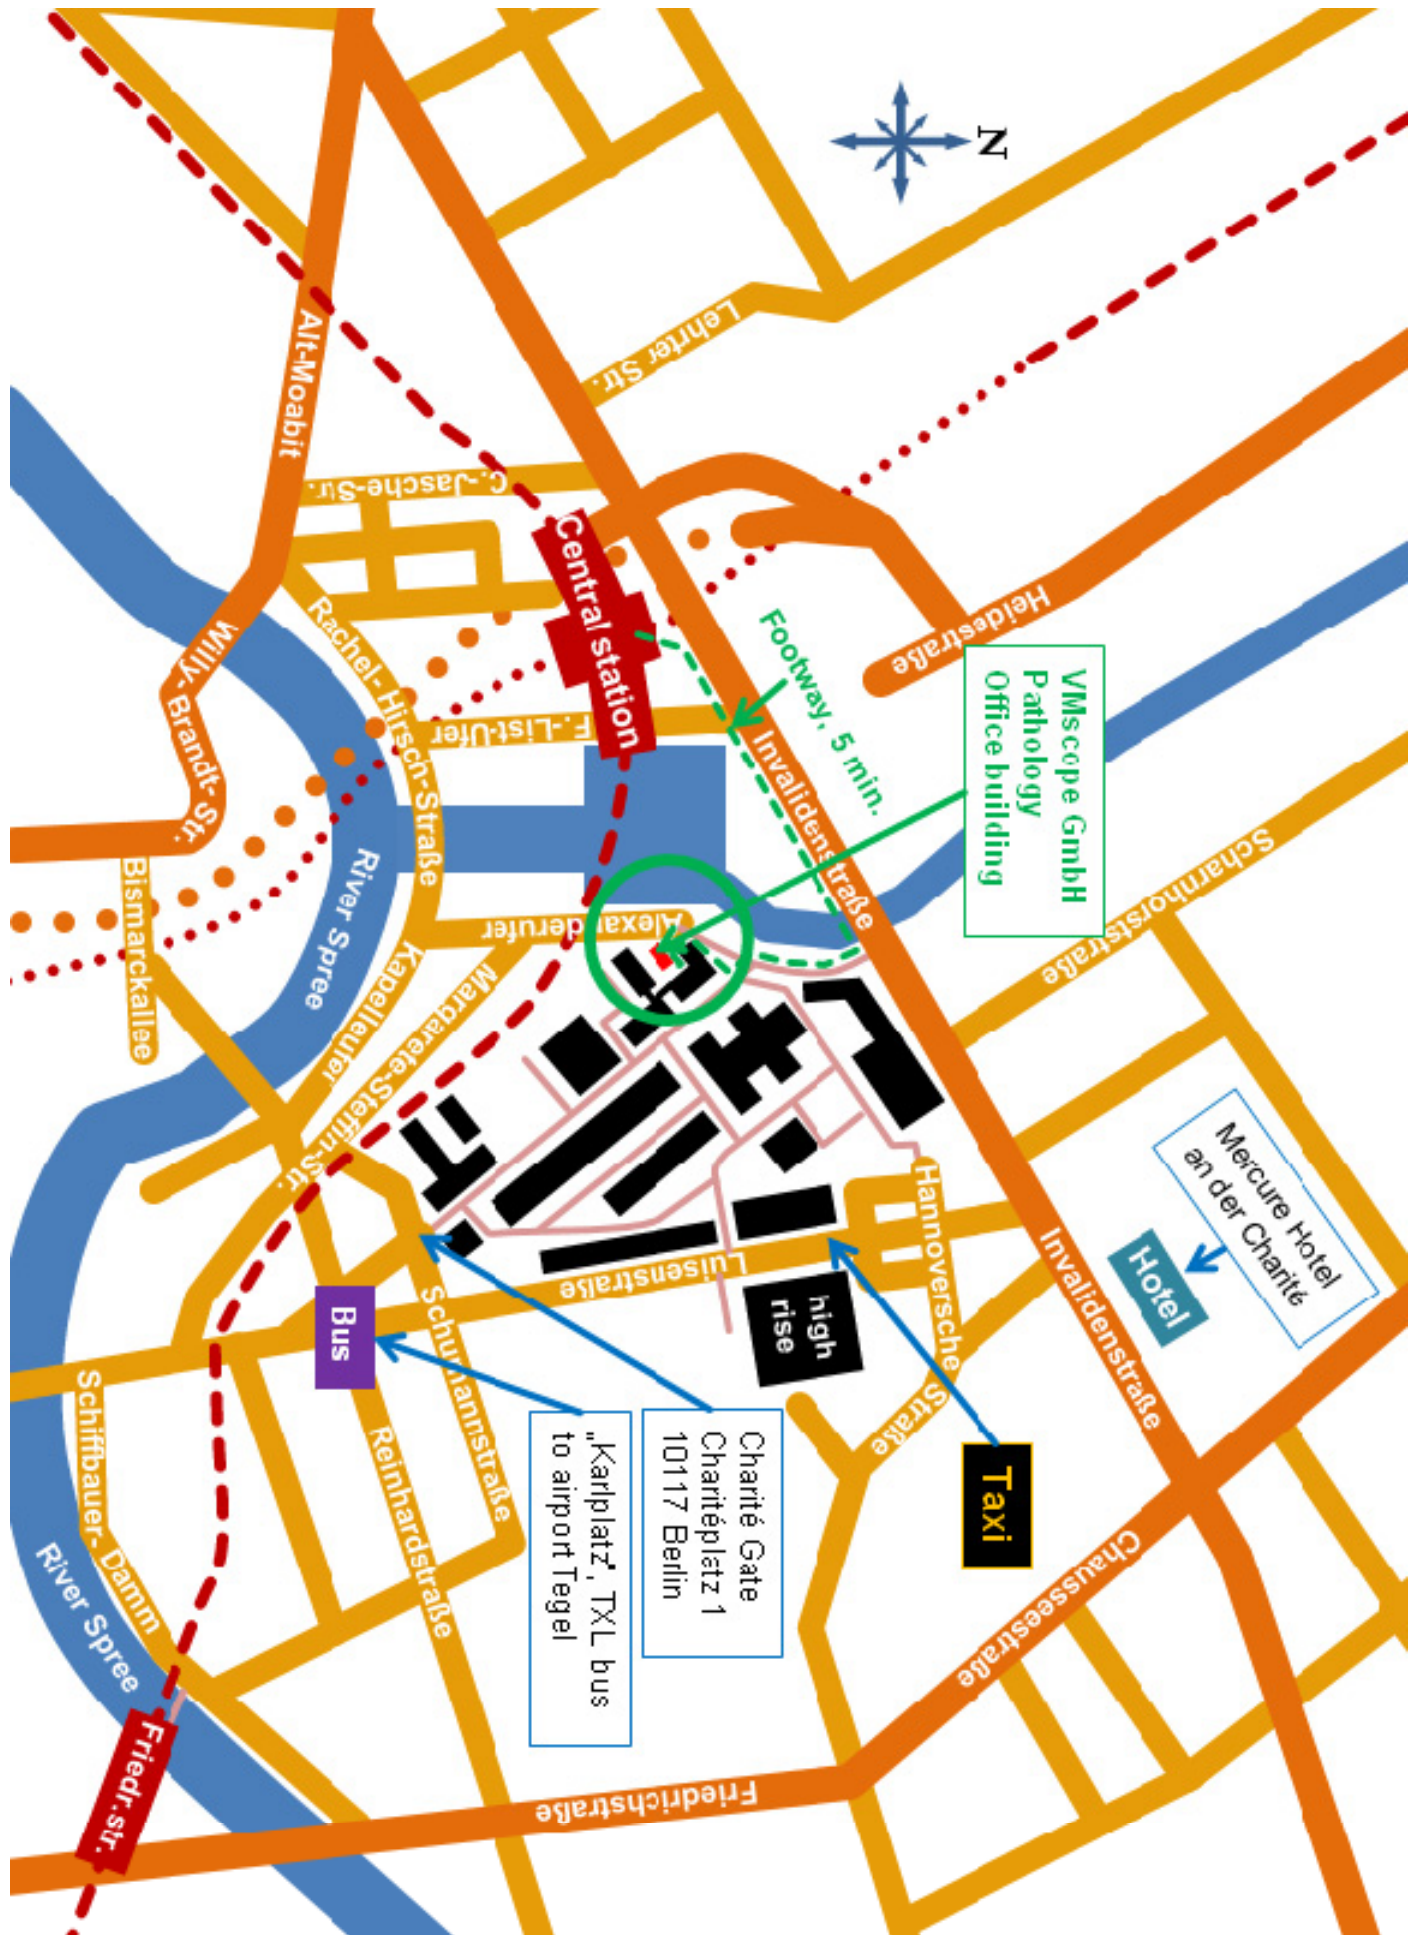 N
Lehrter Str.
Alt-Moabit
C.-Jasche-Str.
Central station
Heidestraße
Footway, 5 min.
VMscope GmbH
Pathology
Office building
Rachel-Hirsch-Straße
Willy-Brandt-Str.
F.-List-Ufer
Invalidenstraße
Scharnhorststraße
Bismarckallee
River Spree
Alexanderufer
Kapelleufer
Margarete-Steffin-Str.
Mercure Hotel
an der Charité
Hotel
Hannoversche Straße
Invalidenstraße
Luisenstraße
high
rise
Bus
Schumannstraße
Schiffbauer-Damm
Reinhardstraße
Taxi
Charité Gate
Charitéplatz 1
10117 Berlin
„Karlplatz", TXL bus
to airport Tegel
Chausseestraße
River Spree
Friedr.str.
Friedrichstraße